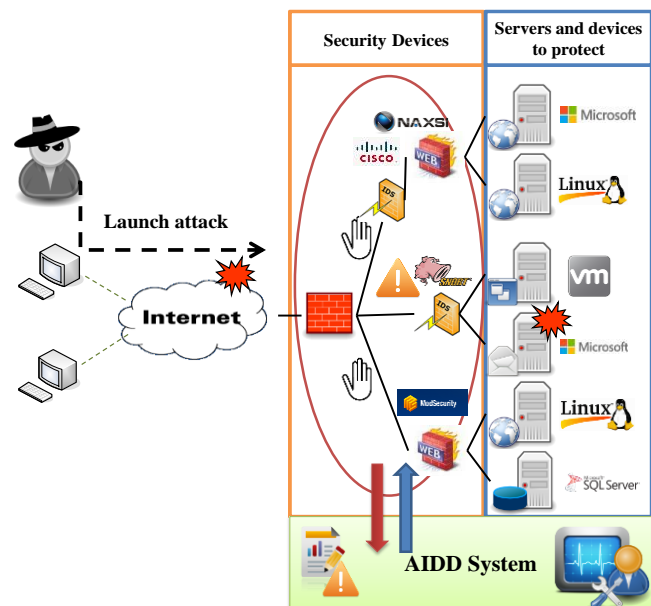 Security Devices
Servers and devices
to protect
NAXSI
CISCO
WEB
Microsoft
IDS
Linux
Launch attack
Internet
SNORT
IDS
vm
Microsoft
ModSecurity
WEB
Linux
Microsoft
SQL Server
AIDD System